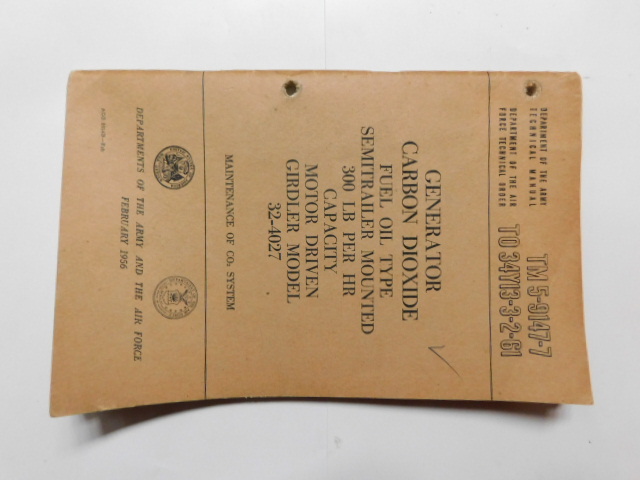 DEPARTMENT OF THE ARMY
TECHNICAL MANUAL
TM 5-9147-7
DEPARTMENT OF THE AIR
FORCE TECHNICAL ORDER
TO 34Y13-3-2-61
GENERATOR
CARBON DIOXIDE
FUEL OIL TYPE
SEMITRAILER MOUNTED
300 LB PER HR
CAPACITY
MOTOR DRIVEN
GIRDLER MODEL
32-4027
MAINTENANCE OF CO₂ SYSTEM
DEPARTMENTS OF THE ARMY AND THE AIR FORCE
FEBRUARY 1956